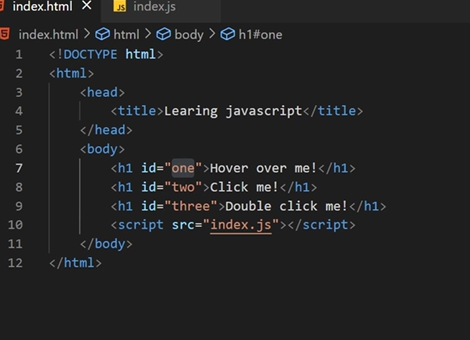 index.html × JS index.js
index.html > html > body > h1#one
1 <!DOCTYPE html>
2 <html>
3 <head>
4 <title>Learing javascript</title>
5 </head>
6 <body>
7 <h1 id="one">Hover over me!</h1>
8 <h1 id="two">Click me!</h1>
9 <h1 id="three">Double click me!</h1>
10 <script src="index.js"></script>
11 </body>
12 </html>